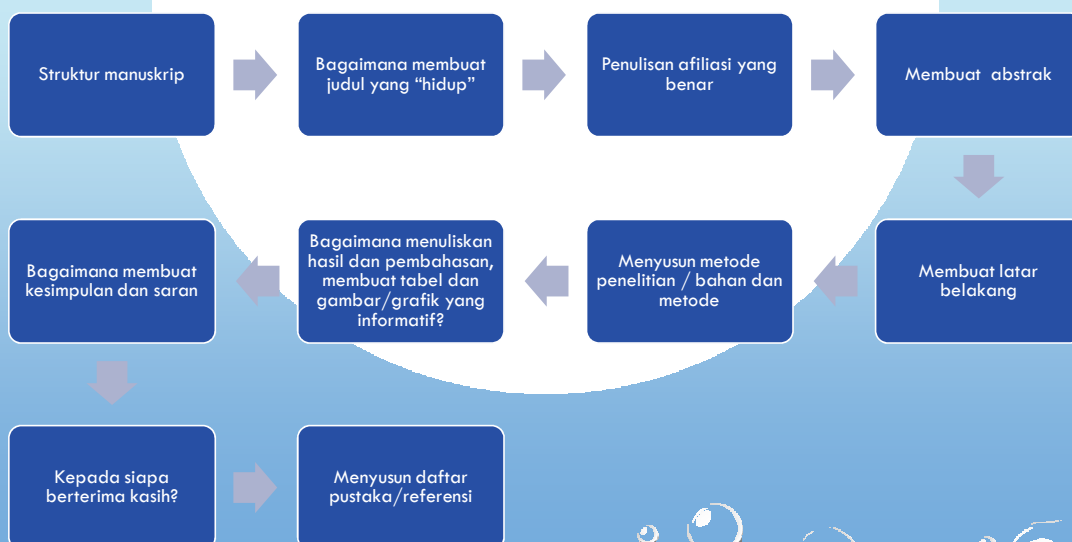 Struktur manuskrip
Bagaimana membuat
judul yang “hidup”
Penulisan afiliasi yang
benar
Membuat abstrak
Membuat latar
belakang
Menyusun metode
penelitian / bahan dan
metode
Bagaimana menuliskan
hasil dan pembahasan,
membuat tabel dan
gambar/grafik yang
informatif?
Bagaimana membuat
kesimpulan dan saran
Kepada siapa
berterima kasih?
Menyusun daftar
pustaka/referensi